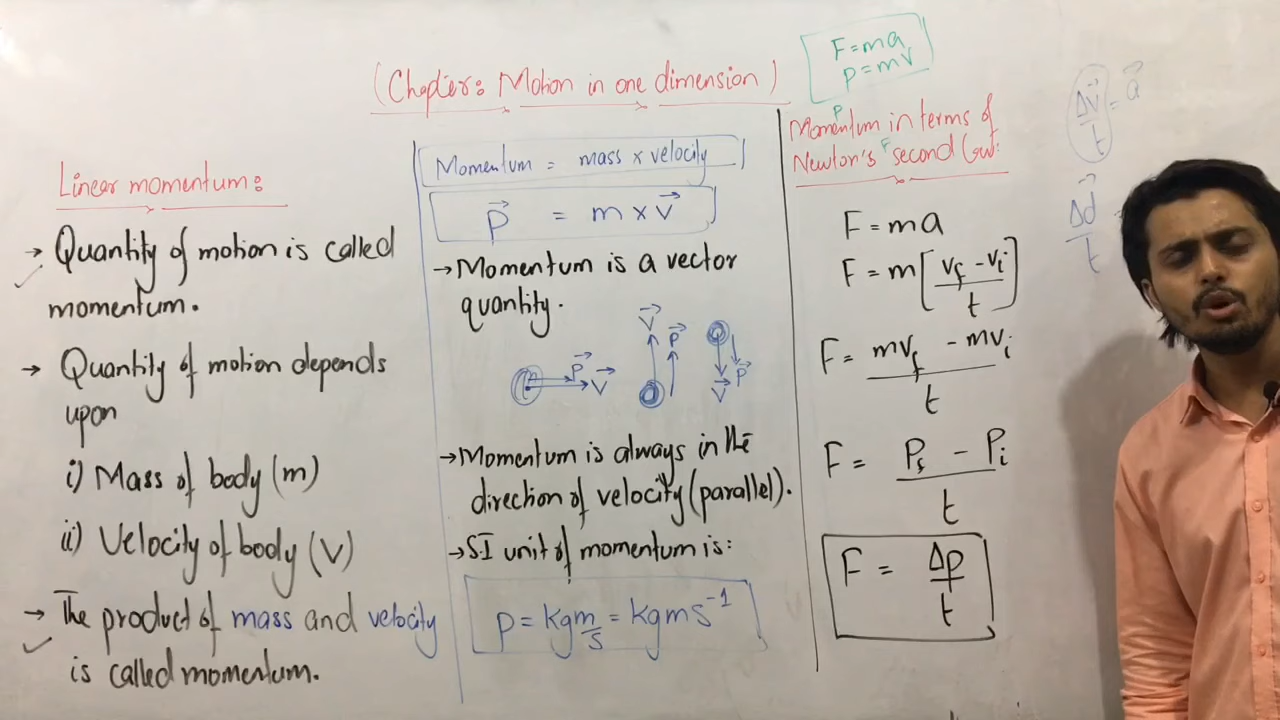 (Chapter: Motion in one dimension)
Linear momentum:
→ Quantity of motion is called
momentum.
→ Quantity of motion depends
upon
i) Mass of body (m)
ii) Velocity of body (V)
→ The product of mass and velocity
is called momentum.
Momentum = mass x velocity
P⃗ = m x v⃗
→ Momentum is a vector
quantity.
P⃗ V⃗
V⃗ P⃗
P⃗ V⃗
→ Momentum is always in the
direction of velocity (parallel).
→ S.I unit of momentum is:
p = kg m/s = kgms⁻¹
F = ma
p = mv
P
Momentum in terms of
F
Newton's second law:
F = ma
F = m[(vf - vi)/t]
F = (mvf - mvi)/t
F = (Pf - Pi)/t
F = Δp/t
Δv⃗/t = a⃗
Δd⃗/t